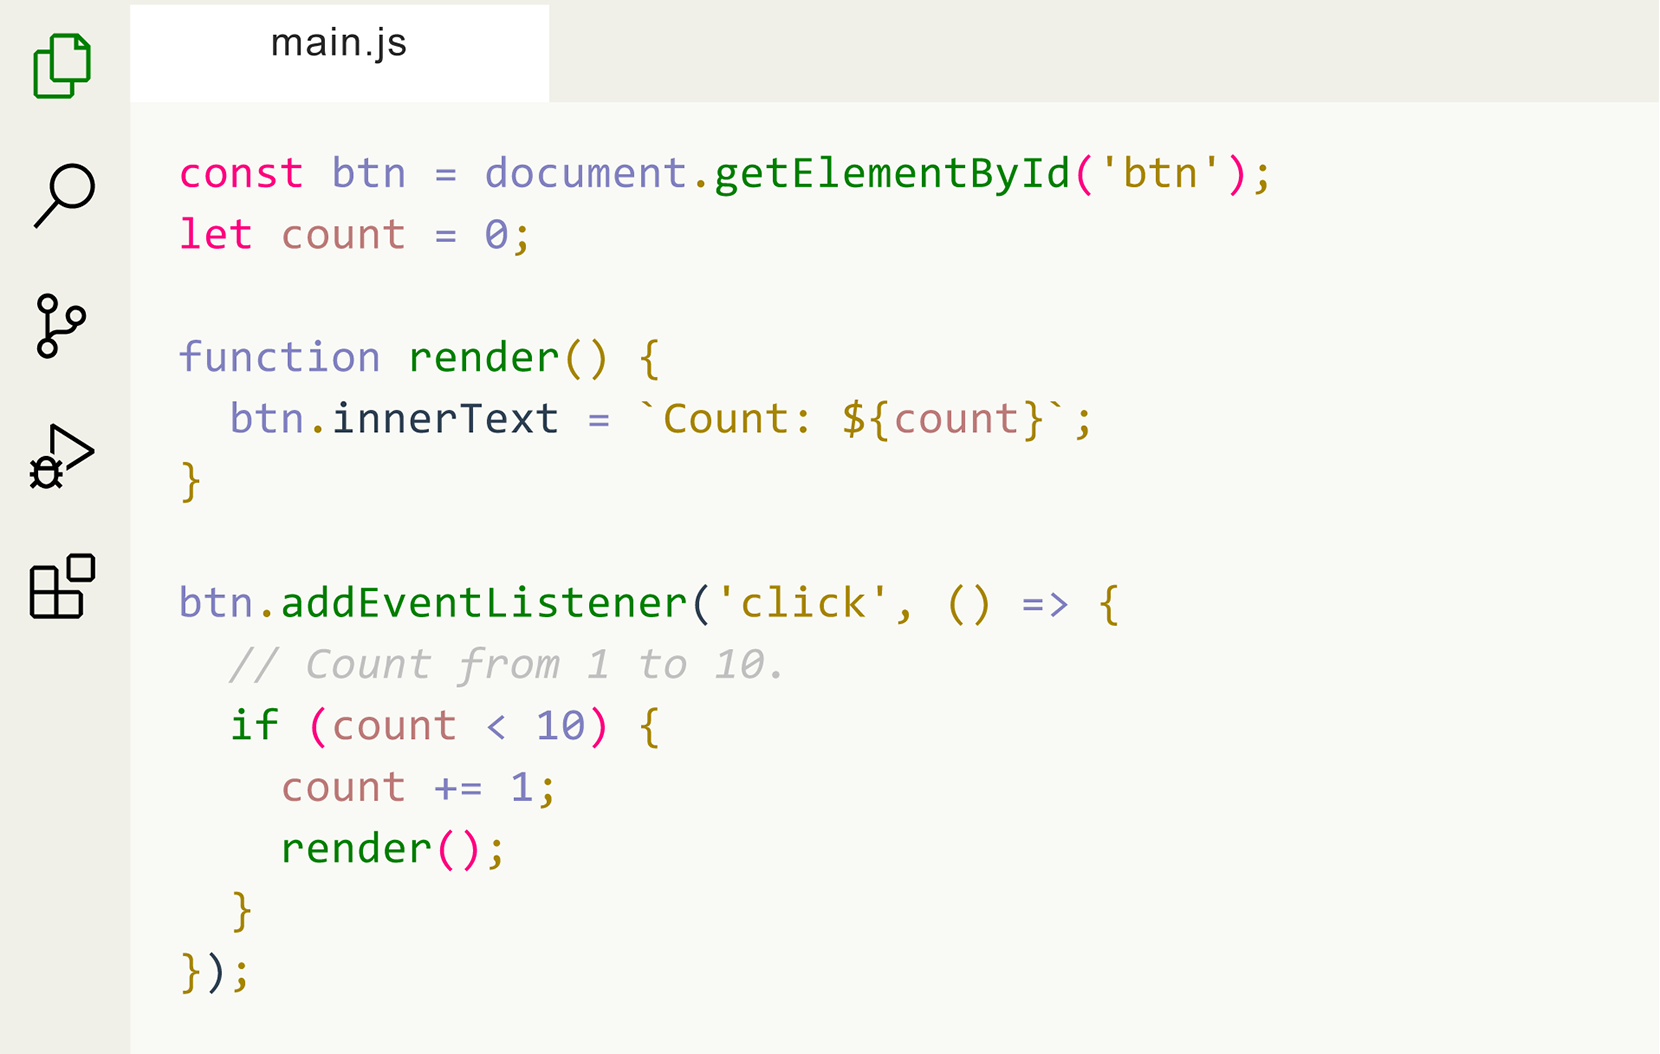 main.js
const btn = document.getElementById('btn');
let count = 0;
function render() {
  btn.innerText = `Count: ${count}`;
}
btn.addEventListener('click', () => {
  // Count from 1 to 10.
  if (count < 10) {
    count += 1;
    render();
  }
});